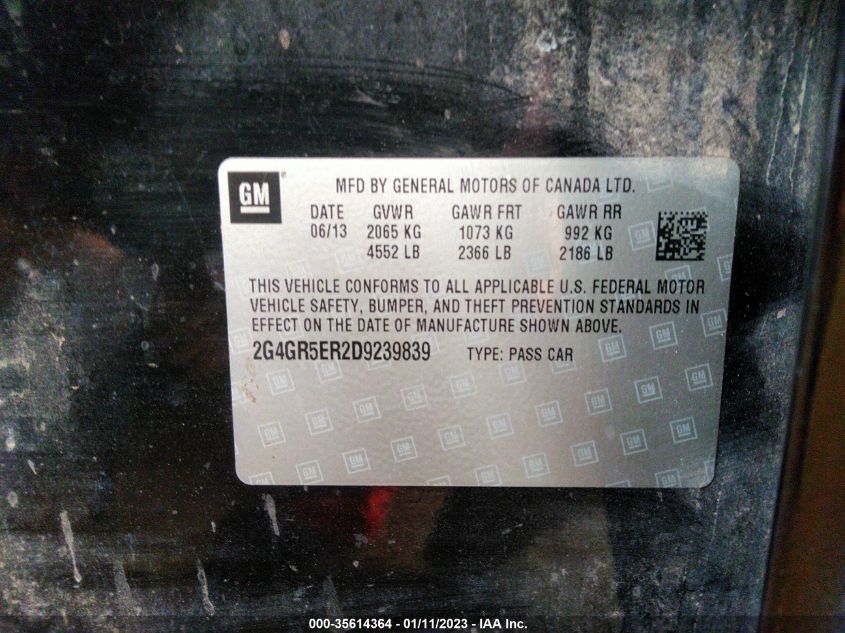 GM
MFD BY GENERAL MOTORS OF CANADA LTD.
DATE GVWR GAWR FRT GAWR RR
06/13 2065 KG 1073 KG 992 KG
4552 LB 2366 LB 2186 LB
THIS VEHICLE CONFORMS TO ALL APPLICABLE U.S. FEDERAL MOTOR
VEHICLE SAFETY, BUMPER, AND THEFT PREVENTION STANDARDS IN
EFFECT ON THE DATE OF MANUFACTURE SHOWN ABOVE.
2G4GR5ER2D9239839 TYPE: PASS CAR
000-35614364 - 01/11/2023 - IAA Inc.